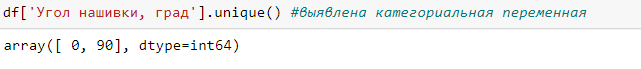 df['Угол нашивки, град'].unique() #выявлена категориальная переменная
array([ 0, 90], dtype=int64)